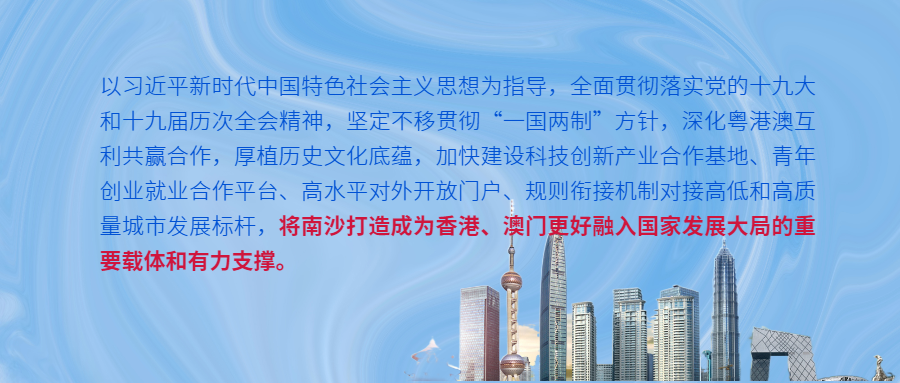 以习近平新时代中国特色社会主义思想为指导，全面贯彻落实党的十九大
和十九届历次全会精神，坚定不移贯彻“一国两制”方针，深化粤港澳互
利共赢合作，厚植历史文化底蕴，加快建设科技创新产业合作基地、青年
创业就业合作平台、高水平对外开放门户、规则衔接机制对接高低和高质
量城市发展标杆，将南沙打造成为香港、澳门更好融入国家发展大局的重
要载体和有力支撑。